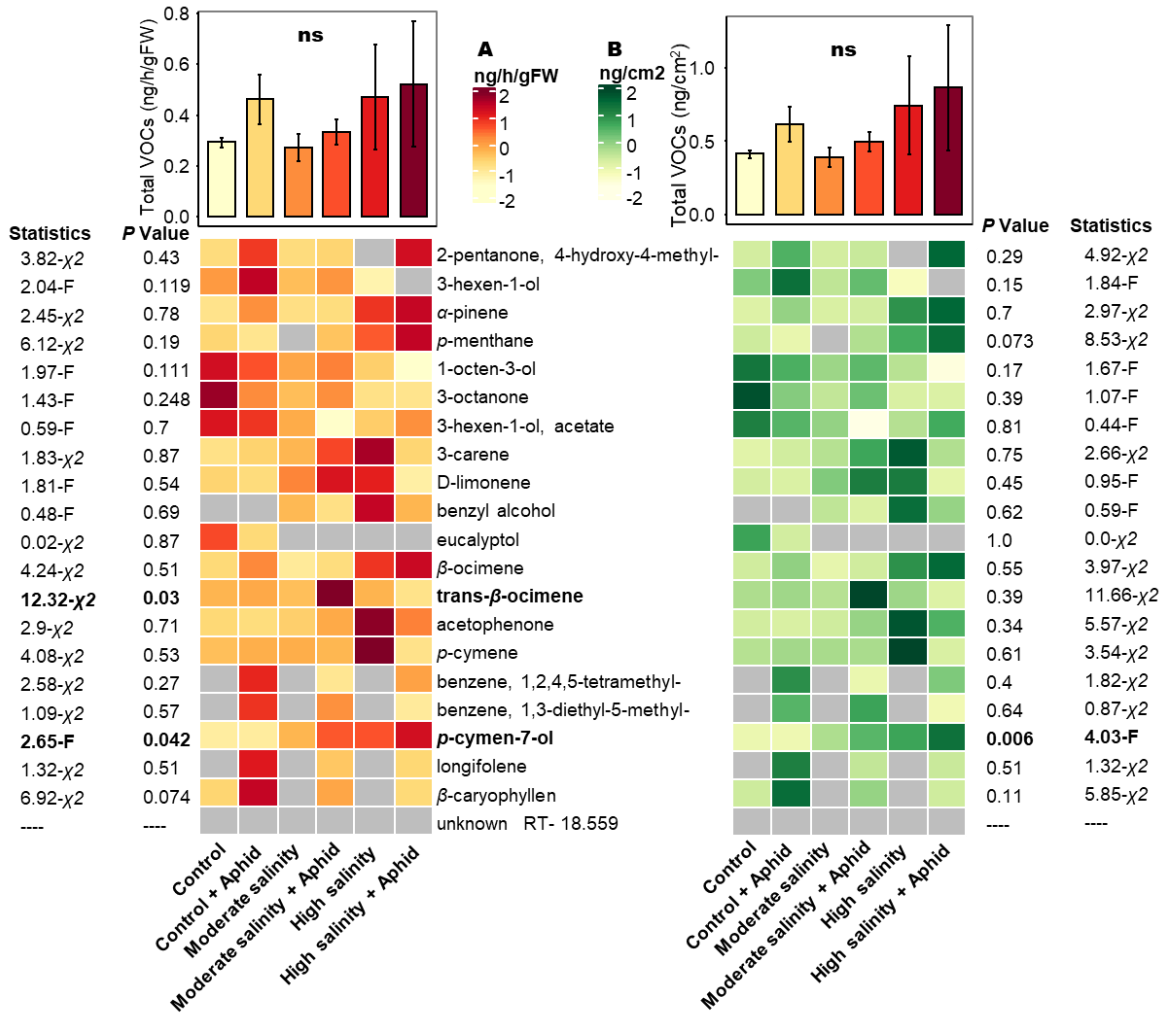 Total VOCs (ng/h/gFW)
0.8
0.6
0.4
0.2
0.0
ns
A
ng/h/gFW
2
1
0
-1
-2
B
ng/cm2
2
1
0
-1
-2
Total VOCs (ng/cm²)
1.0
0.5
0.0
ns
Statistics P Value P Value Statistics
3.82-χ2 0.43 2-pentanone, 4-hydroxy-4-methyl- 0.29 4.92-χ2
2.04-F 0.119 3-hexen-1-ol 0.15 1.84-F
2.45-χ2 0.78 α-pinene 0.7 2.97-χ2
6.12-χ2 0.19 p-menthane 0.073 8.53-χ2
1.97-F 0.111 1-octen-3-ol 0.17 1.67-F
1.43-F 0.248 3-octanone 0.39 1.07-F
0.59-F 0.7 3-hexen-1-ol, acetate 0.81 0.44-F
1.83-χ2 0.87 3-carene 0.75 2.66-χ2
1.81-F 0.54 D-limonene 0.45 0.95-F
0.48-F 0.69 benzyl alcohol 0.62 0.59-F
0.02-χ2 0.87 eucalyptol 1.0 0.0-χ2
4.24-χ2 0.51 β-ocimene 0.55 3.97-χ2
12.32-χ2 0.03 trans-β-ocimene 0.39 11.66-χ2
2.9-χ2 0.71 acetophenone 0.34 5.57-χ2
4.08-χ2 0.53 p-cymene 0.61 3.54-χ2
2.58-χ2 0.27 benzene, 1,2,4,5-tetramethyl- 0.4 1.82-χ2
1.09-χ2 0.57 benzene, 1,3-diethyl-5-methyl- 0.64 0.87-χ2
2.65-F 0.042 p-cymen-7-ol 0.006 4.03-F
1.32-χ2 0.51 longifolene 0.51 1.32-χ2
6.92-χ2 0.074 β-caryophyllen 0.11 5.85-χ2
---- ---- unknown RT- 18.559 ---- ----
Control
Control + Aphid
Moderate salinity
Moderate salinity + Aphid
High salinity
High salinity + Aphid
Control
Control + Aphid
Moderate salinity
Moderate salinity + Aphid
High salinity
High salinity + Aphid